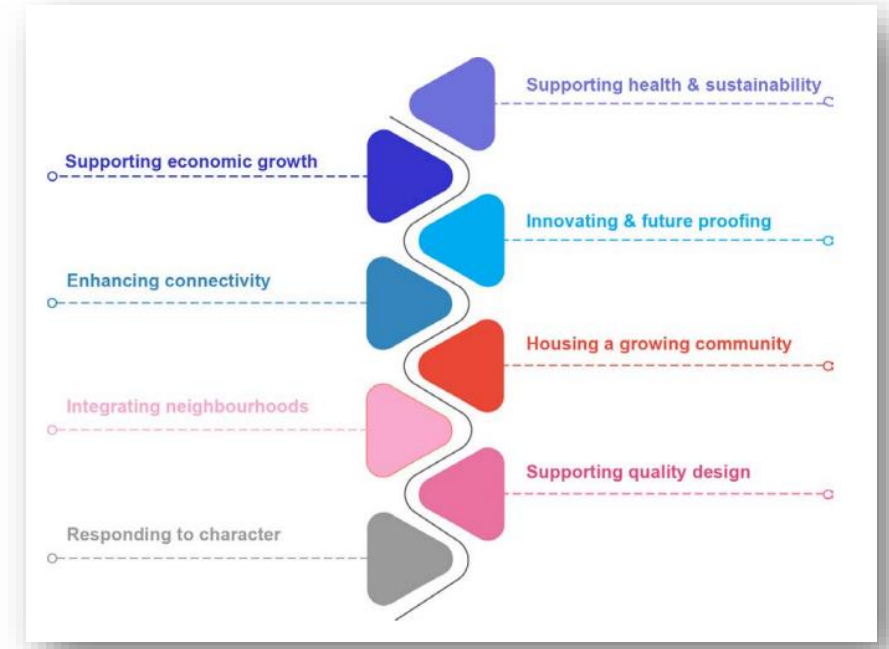 Supporting health & sustainability
Supporting economic growth
Innovating & future proofing
Enhancing connectivity
Housing a growing community
Integrating neighbourhoods
Supporting quality design
Responding to character